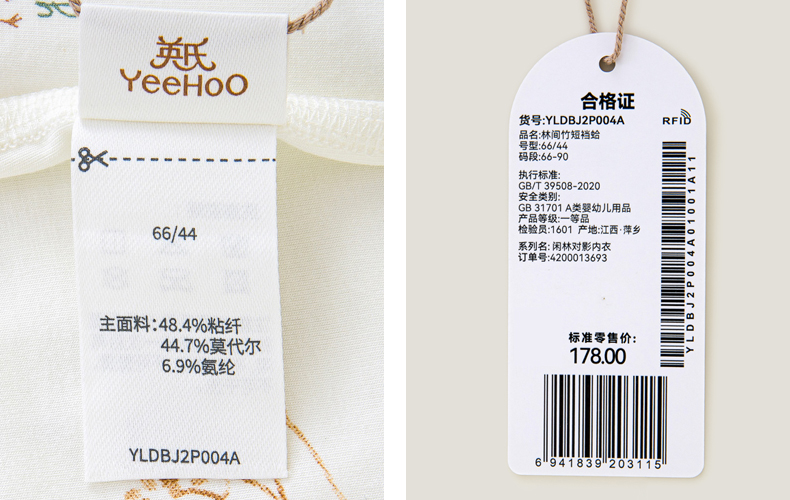 英氏
YeeHoO
66/44
主面料:48.4%粘纤
44.7%莫代尔
6.9%氨纶
YLDBJ2P004A
合格证
货号:YLDBJ2P004A
RFID
品名:林间竹短裆蛤
号型:66/44
码段:66-90
执行标准:
GB/T 39508-2020
安全类别:
GB 31701 A类婴幼儿用品
产品等级:一等品
检验员:1601 产地:江西·萍乡
系列名: 闲林对影内衣
订单号:4200013693
YLDBJ2P004A01001A11
标准零售价:
178.00
6 941839 203115